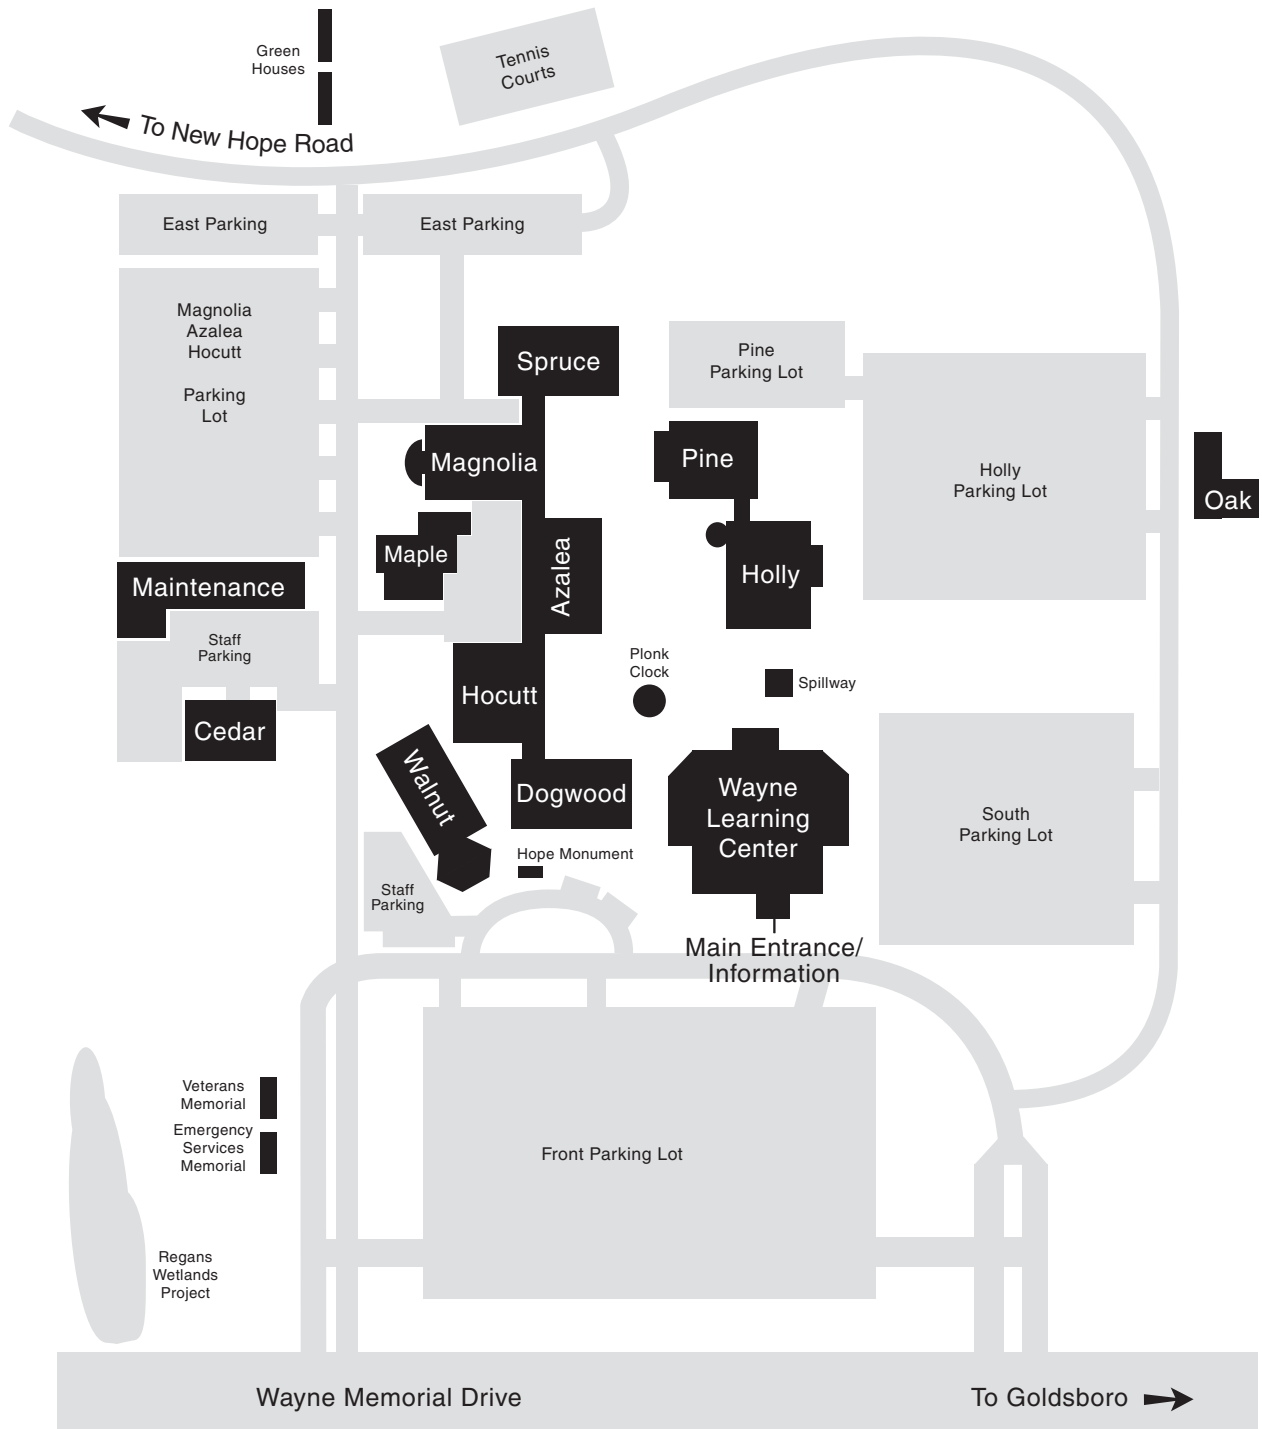 Green
Houses
Tennis
Courts
To New Hope Road
East Parking
East Parking
Magnolia
Azalea
Hocutt
Parking
Lot
Spruce
Pine
Parking Lot
Magnolia
Pine
Holly
Parking Lot
Oak
Maple
Azalea
Holly
Maintenance
Staff
Parking
Plonk
Clock
Spillway
Hocutt
Cedar
Walnut
Dogwood
Wayne
Learning
Center
South
Parking Lot
Hope Monument
Staff
Parking
Main Entrance/
Information
Veterans
Memorial
Emergency
Services
Memorial
Front Parking Lot
Regans
Wetlands
Project
Wayne Memorial Drive
To Goldsboro